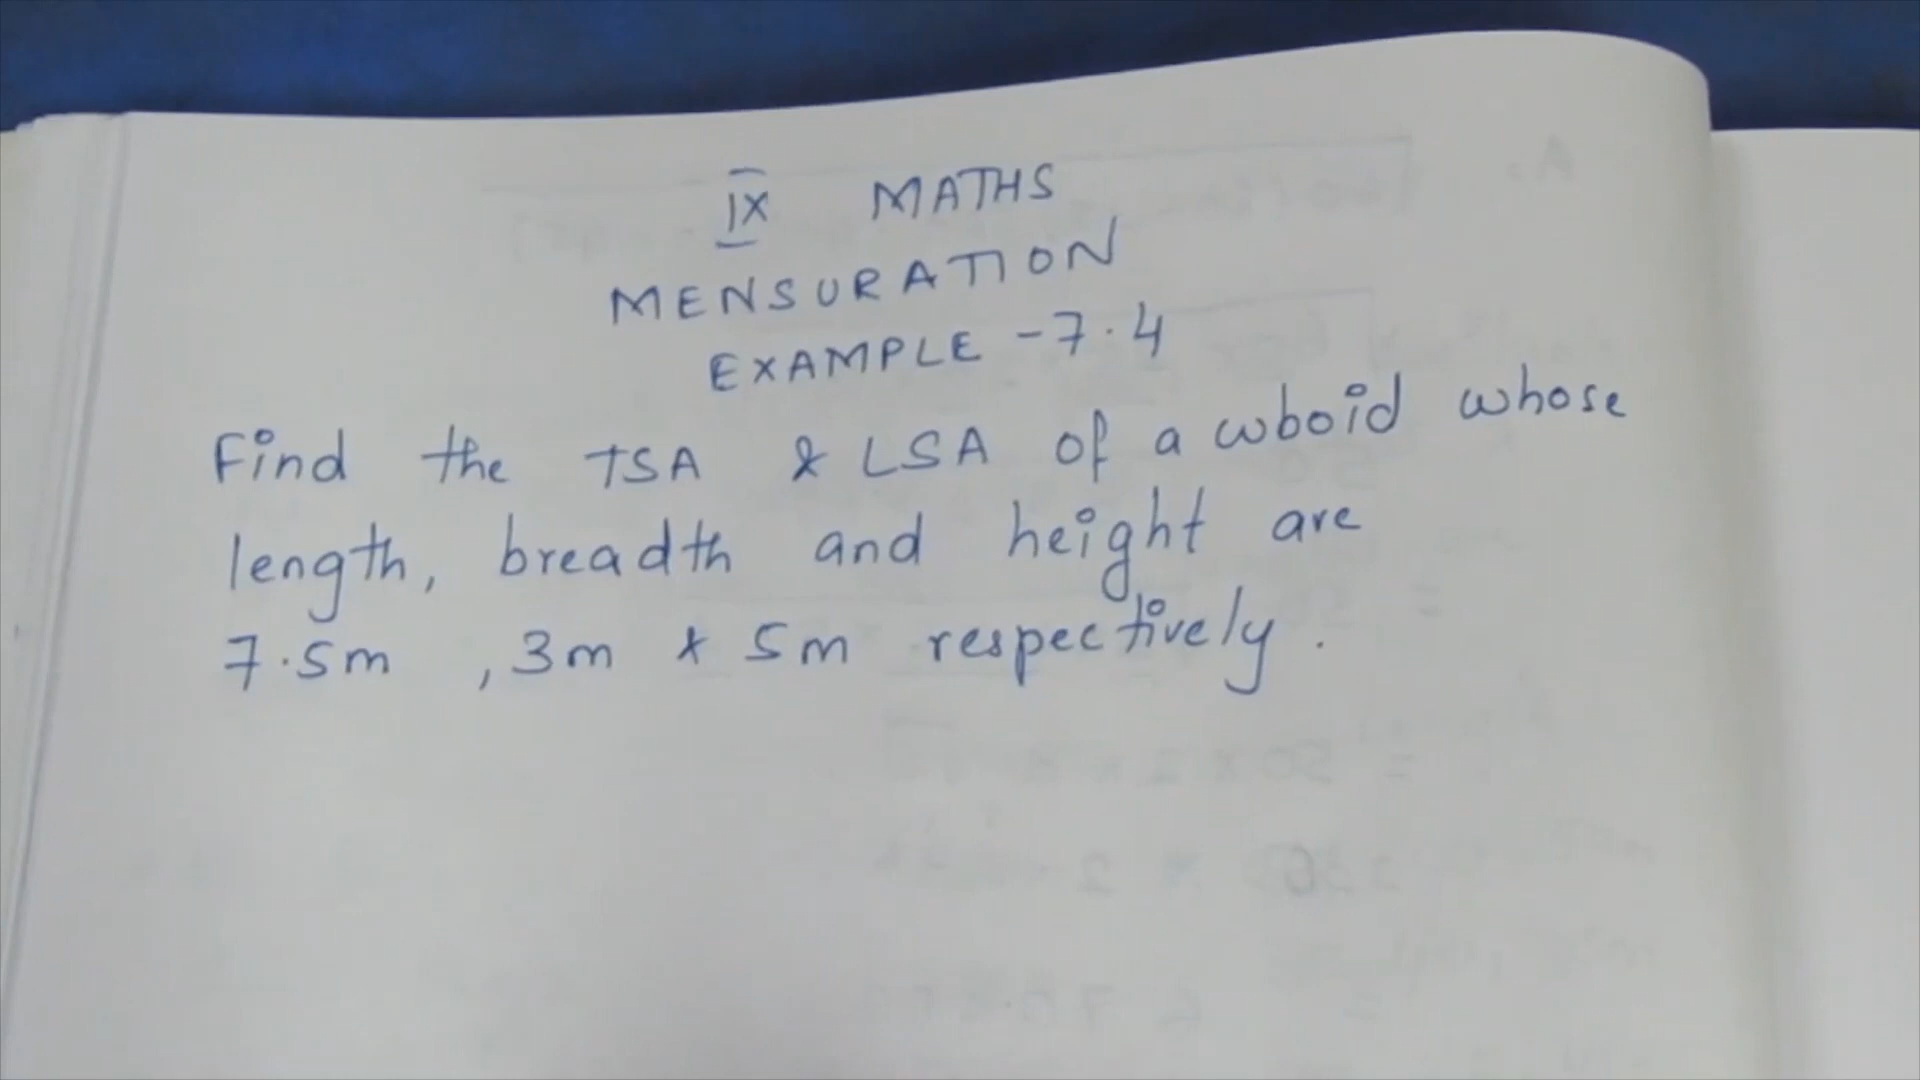 IX MATHS
MENSURATION
EXAMPLE - 7.4
Find the TSA & LSA of a cuboid whose
length, breadth and height are
7.5m , 3m & 5m respectively.